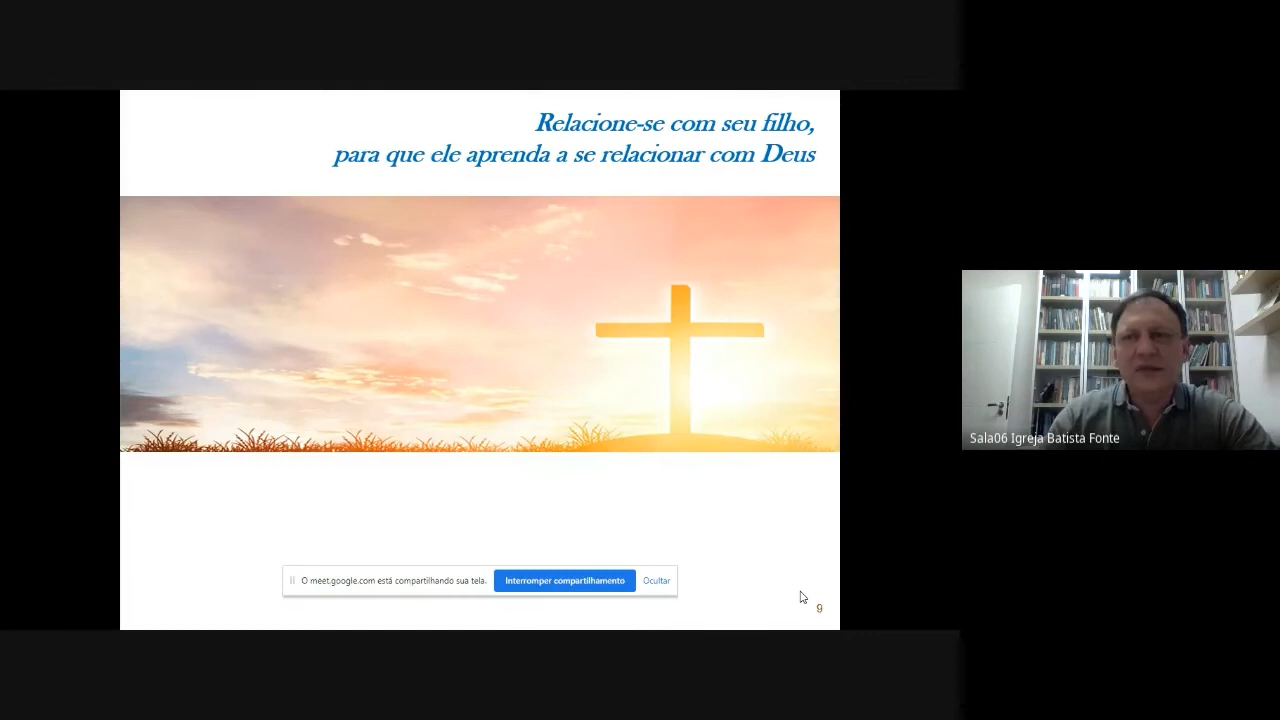 Relacione-se com seu filho,
para que ele aprenda a se relacionar com Deus
O meet.google.com está compartilhando sua tela.
Interromper compartilhamento
Ocultar
9
Sala06 Igreja Batista Fonte